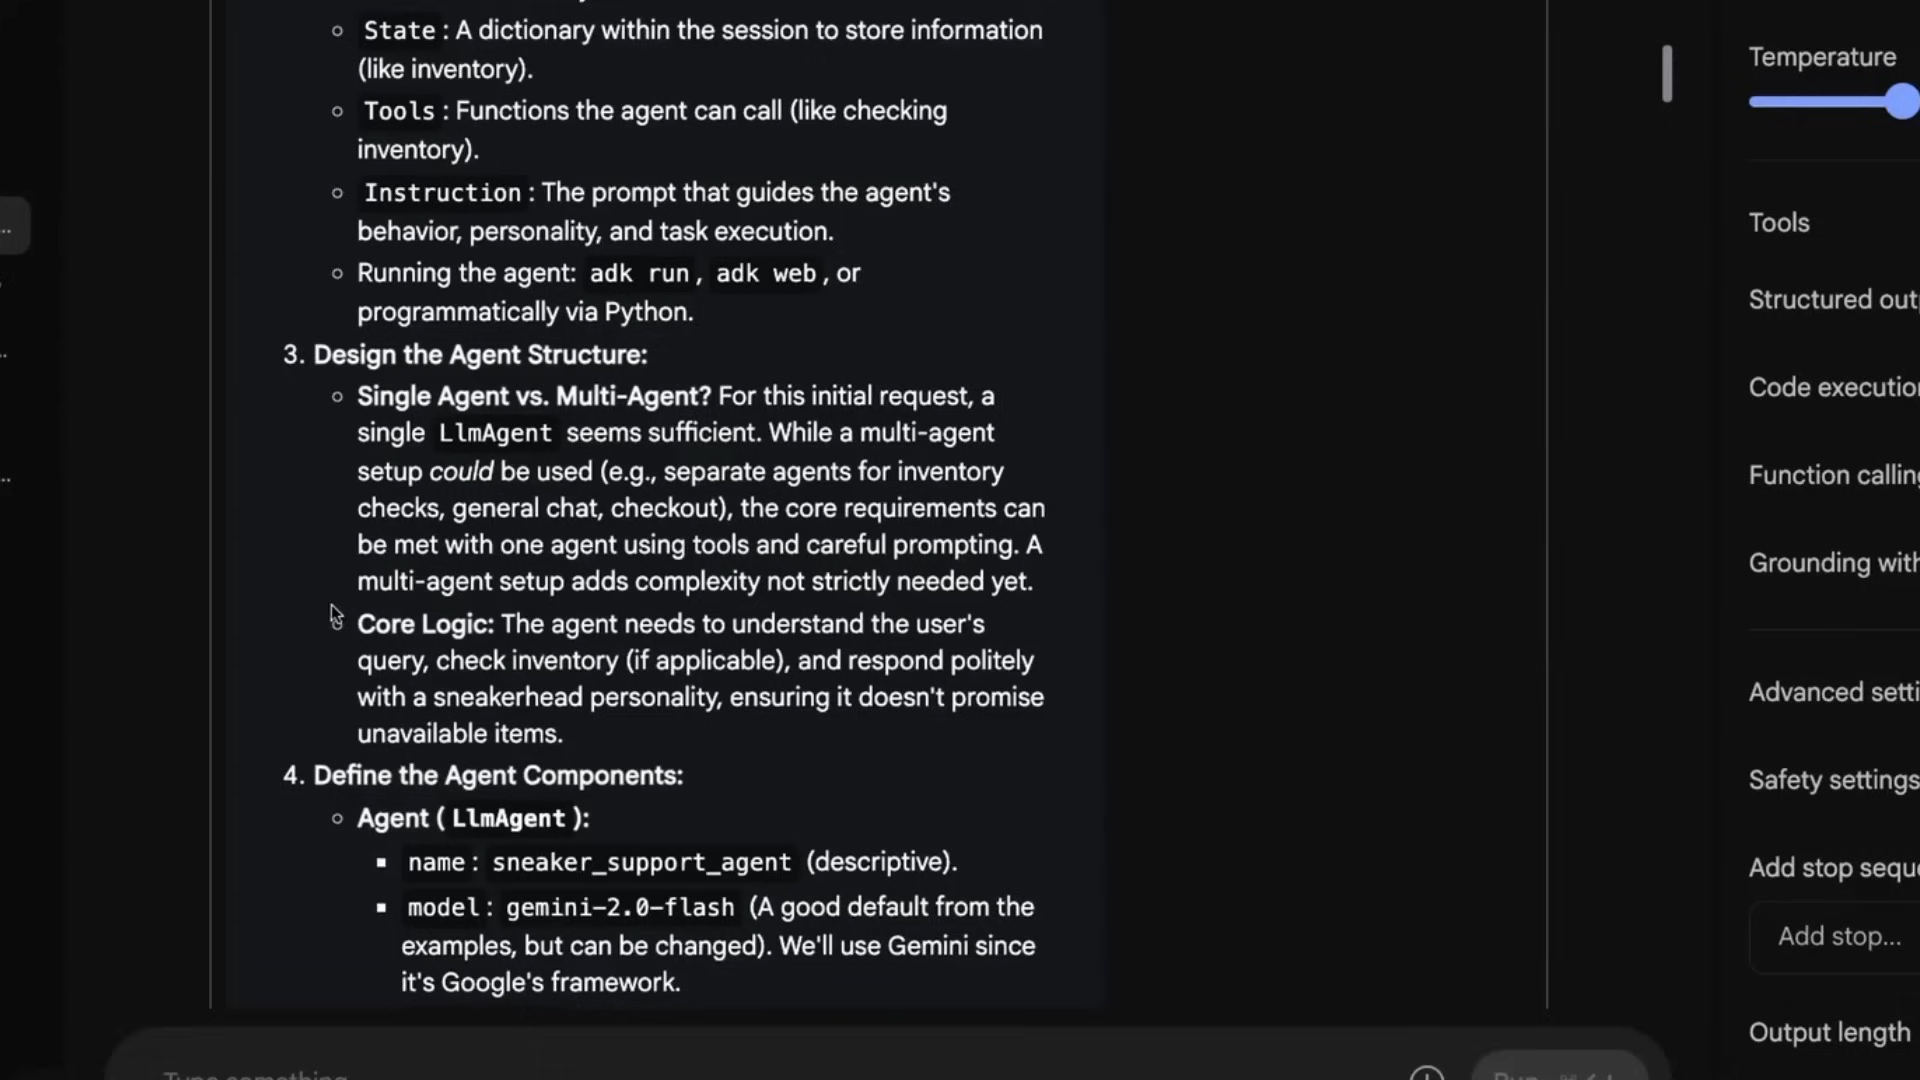 State: A dictionary within the session to store information
(like inventory).
Tools: Functions the agent can call (like checking
inventory).
Instruction: The prompt that guides the agent's
behavior, personality, and task execution.
Running the agent: adk run, adk web, or
programmatically via Python.
3. Design the Agent Structure:
Single Agent vs. Multi-Agent? For this initial request, a
single LlmAgent seems sufficient. While a multi-agent
setup could be used (e.g., separate agents for inventory
checks, general chat, checkout), the core requirements can
be met with one agent using tools and careful prompting. A
multi-agent setup adds complexity not strictly needed yet.
Core Logic: The agent needs to understand the user's
query, check inventory (if applicable), and respond politely
with a sneakerhead personality, ensuring it doesn't promise
unavailable items.
4. Define the Agent Components:
Agent (LlmAgent):
name: sneaker_support_agent (descriptive).
model: gemini-2.0-flash (A good default from the
examples, but can be changed). We'll use Gemini since
it's Google's framework.
Temperature
Tools
Structured
Code
Function
Grounding with
Advanced
Safety settings
Add stop
Add stop...
Output length